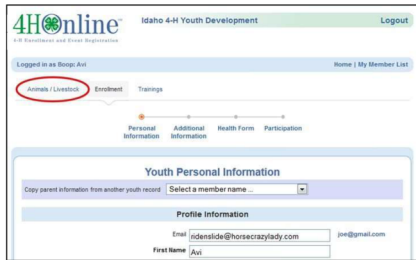 4HOnline
Idaho 4-H Youth Development
Logout
4-H Enrollment and Event Registration
Logged in as Boop: Avi
Home | My Member List
Animals / Livestock
Enrollment
Trainings
Personal Information
Additional Information
Health Form
Participation
Youth Personal Information
Copy parent information from another youth record
Select a member name ...
Profile Information
Email ridenslide@horsecrazylady.com joe@gmail.com
First Name Avi